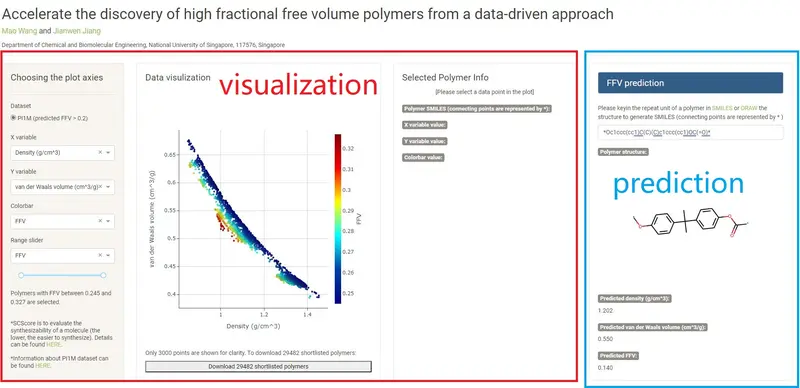 Accelerate the discovery of high fractional free volume polymers from a data-driven approach
Mao Wang and Jianwen Jiang
Department of Chemical and Biomolecular Engineering, National University of Singapore, 117576, Singapore
Choosing the plot axies
Dataset
PI1M (predicted FFV > 0.2)
X variable
Density (g/cm^3)
Y variable
van der Waals volume (cm^3/g)
Colorbar
FFV
Range slider
FFV
Polymers with FFV between 0.245 and
0.327 are selected.
*SCScore is to evaluate the
synthesizability of a molecule (the
lower, the easier to synthesize). Details
can be found HERE.
*Information about PI1M dataset can
be found HERE.
Data visulization
visualization
van der Waals volume (cm^3/g)
0.65
0.6
0.55
0.5
0.45
0.4
1
1.2
1.4
Density (g/cm^3)
0.32
0.31
0.3
0.29
0.28
0.27
0.26
0.25
FFV
Only 3000 points are shown for clarity. To download 29482 shortlisted polymers:
Download 29482 shortlisted polymers
Selected Polymer Info
[Please select a data point in the plot]
Polymer SMILES (connecting points are represented by *):
X variable value:
Y variable value:
Colorbar value:
FFV prediction
Please keyin the repeat unit of a polymer in SMILES or DRAW the
structure to generate SMILES (connecting points are represented by * )
*Oc1ccc(cc1)C(C)(C)c1ccc(cc1)OC(=O)*
Polymer structure:
prediction
O
O
O
Predicted density (g/cm^3):
1.202
Predicted van der Waals volume (cm^3/g):
0.550
Predicted FFV:
0.140